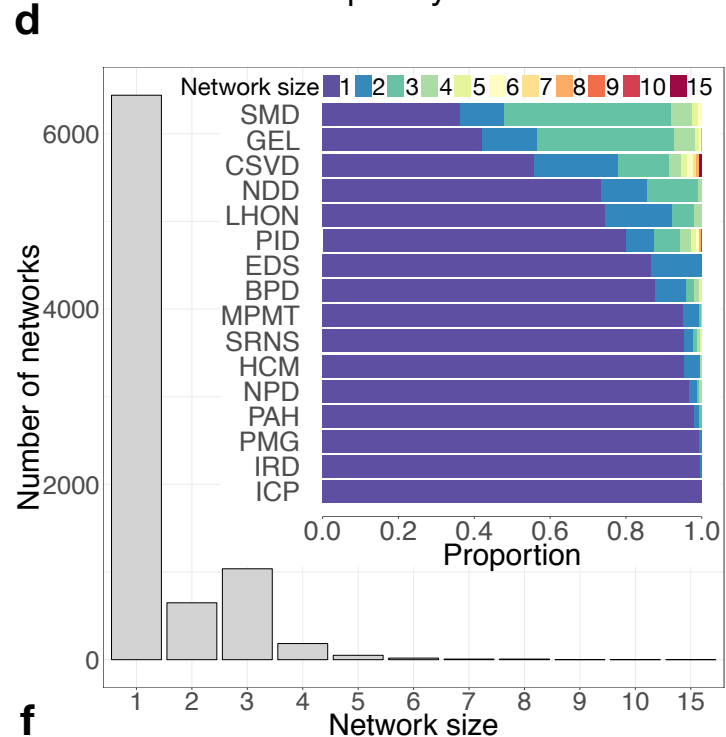 d
Network size 1 2 3 4 5 6 7 8 9 10 15
SMD
GEL
CSVD
NDD
LHON
PID
EDS
BPD
MPMT
SRNS
HCM
NPD
PAH
PMG
IRD
ICP
0.0 0.2 0.4 0.6 0.8 1.0
Proportion
Number of networks
6000
4000
2000
0
1 2 3 4 5 6 7 8 9 10 15
Network size
f